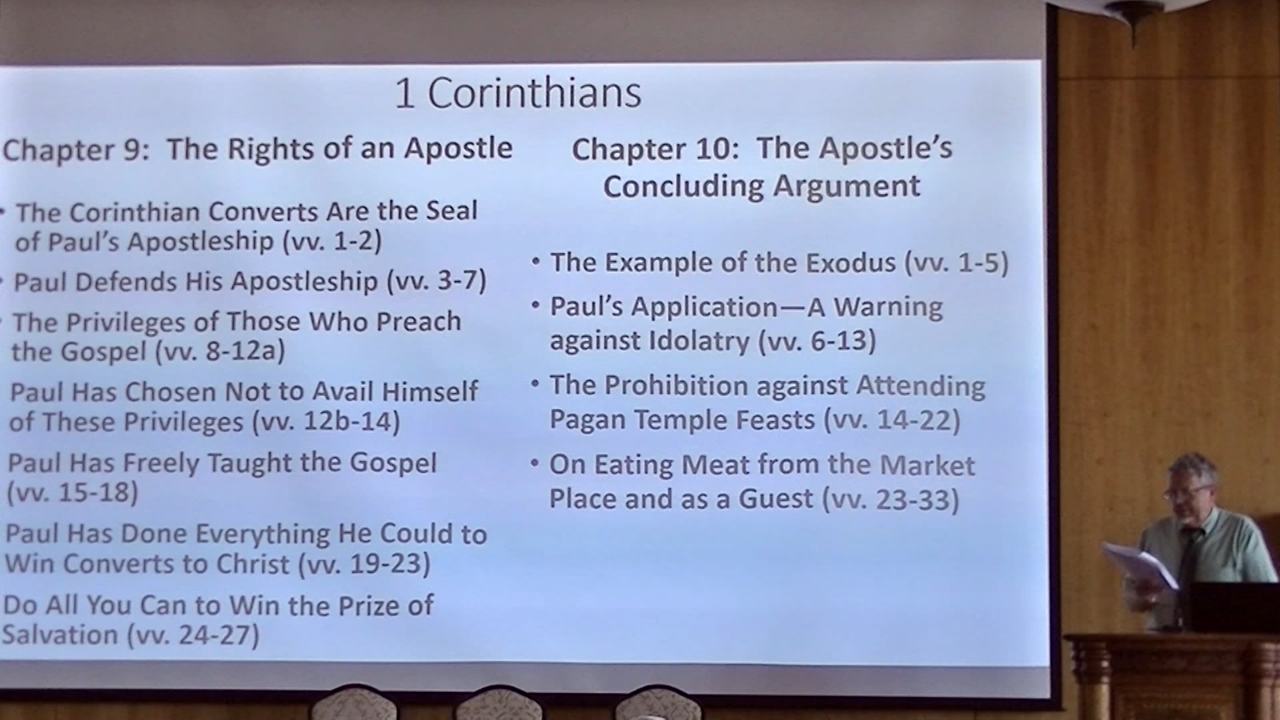 1 Corinthians
Chapter 9:  The Rights of an Apostle
• The Corinthian Converts Are the Seal
of Paul's Apostleship (vv. 1-2)
• Paul Defends His Apostleship (vv. 3-7)
• The Privileges of Those Who Preach
the Gospel (vv. 8-12a)
Paul Has Chosen Not to Avail Himself
of These Privileges (vv. 12b-14)
Paul Has Freely Taught the Gospel
(vv. 15-18)
Paul Has Done Everything He Could to
Win Converts to Christ (vv. 19-23)
Do All You Can to Win the Prize of
Salvation (vv. 24-27)
Chapter 10:  The Apostle's
Concluding Argument
• The Example of the Exodus (vv. 1-5)
• Paul's Application—A Warning
against Idolatry (vv. 6-13)
• The Prohibition against Attending
Pagan Temple Feasts (vv. 14-22)
• On Eating Meat from the Market
Place and as a Guest (vv. 23-33)